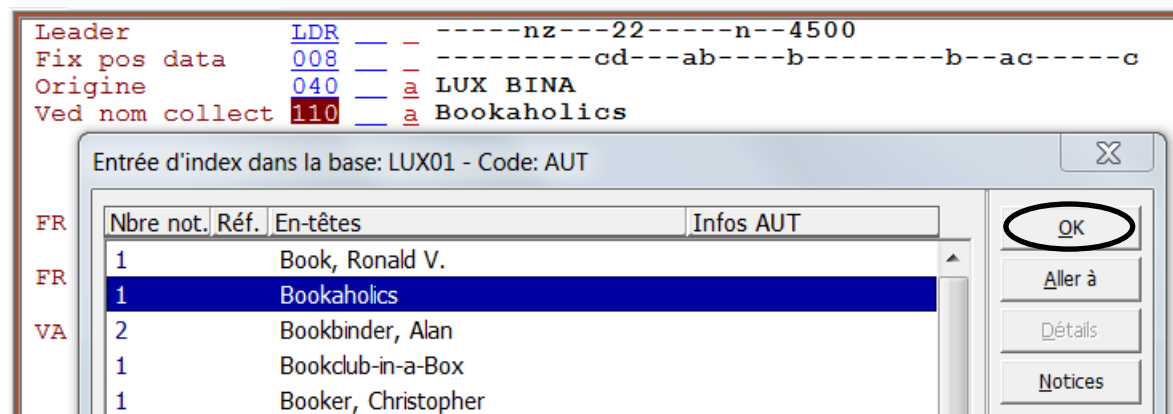 Leader LDR __ _ -----nz---22-----n--4500
Fix pos data 008 __ _ ---------cd---ab----b--------b--ac-----c
Origine 040 __ a LUX BINA
Ved nom collect 110 __ a Bookaholics
Entrée d'index dans la base: LUX01 - Code: AUT
FR
Nbre not. Réf. En-têtes Infos AUT
OK
1 Book, Ronald V.
FR
Aller à
1 Bookaholics
VA
2 Bookbinder, Alan
Détails
1 Bookclub-in-a-Box
Notices
1 Booker, Christopher